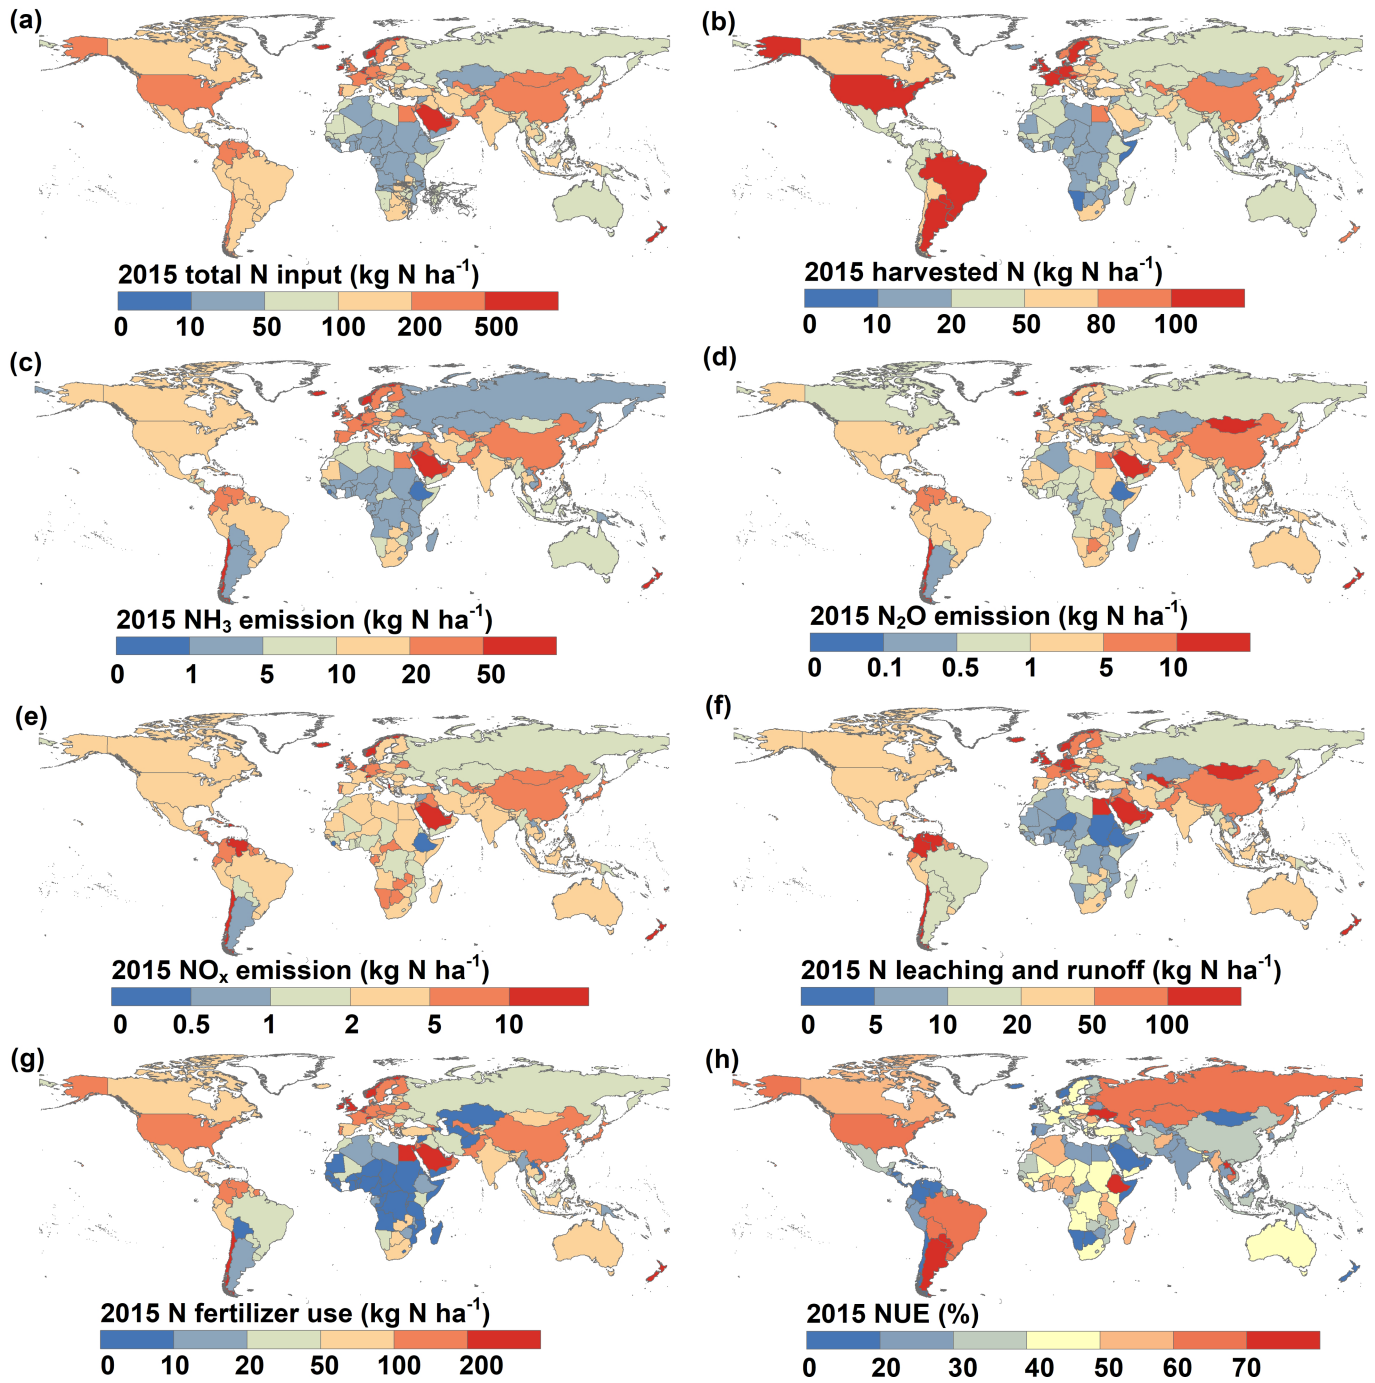 (a)
(b)
2015 total N input (kg N ha⁻¹)
0 10 50 100 200 500
2015 harvested N (kg N ha⁻¹)
0 10 20 50 80 100
(c)
(d)
2015 NH₃ emission (kg N ha⁻¹)
0 1 5 10 20 50
2015 N₂O emission (kg N ha⁻¹)
0 0.1 0.5 1 5 10
(e)
(f)
2015 NOₓ emission (kg N ha⁻¹)
0 0.5 1 2 5 10
2015 N leaching and runoff (kg N ha⁻¹)
0 5 10 20 50 100
(g)
(h)
2015 N fertilizer use (kg N ha⁻¹)
0 10 20 50 100 200
2015 NUE (%)
0 20 30 40 50 60 70